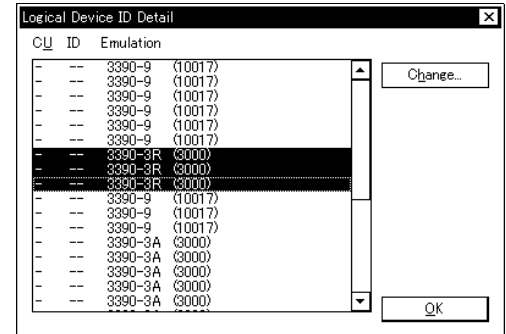 Logical Device ID Detail
CU ID Emulation
- -- 3390-9 (10017)
- -- 3390-9 (10017)
- -- 3390-9 (10017)
- -- 3390-9 (10017)
- -- 3390-9 (10017)
- -- 3390-9 (10017)
- -- 3390-3R (3000)
- -- 3390-3R (3000)
- -- 3390-3R (3000)
- -- 3390-9 (10017)
- -- 3390-9 (10017)
- -- 3390-9 (10017)
- -- 3390-3A (3000)
- -- 3390-3A (3000)
- -- 3390-3A (3000)
- -- 3390-3A (3000)
- -- 3390-3A (3000)
Change...
OK